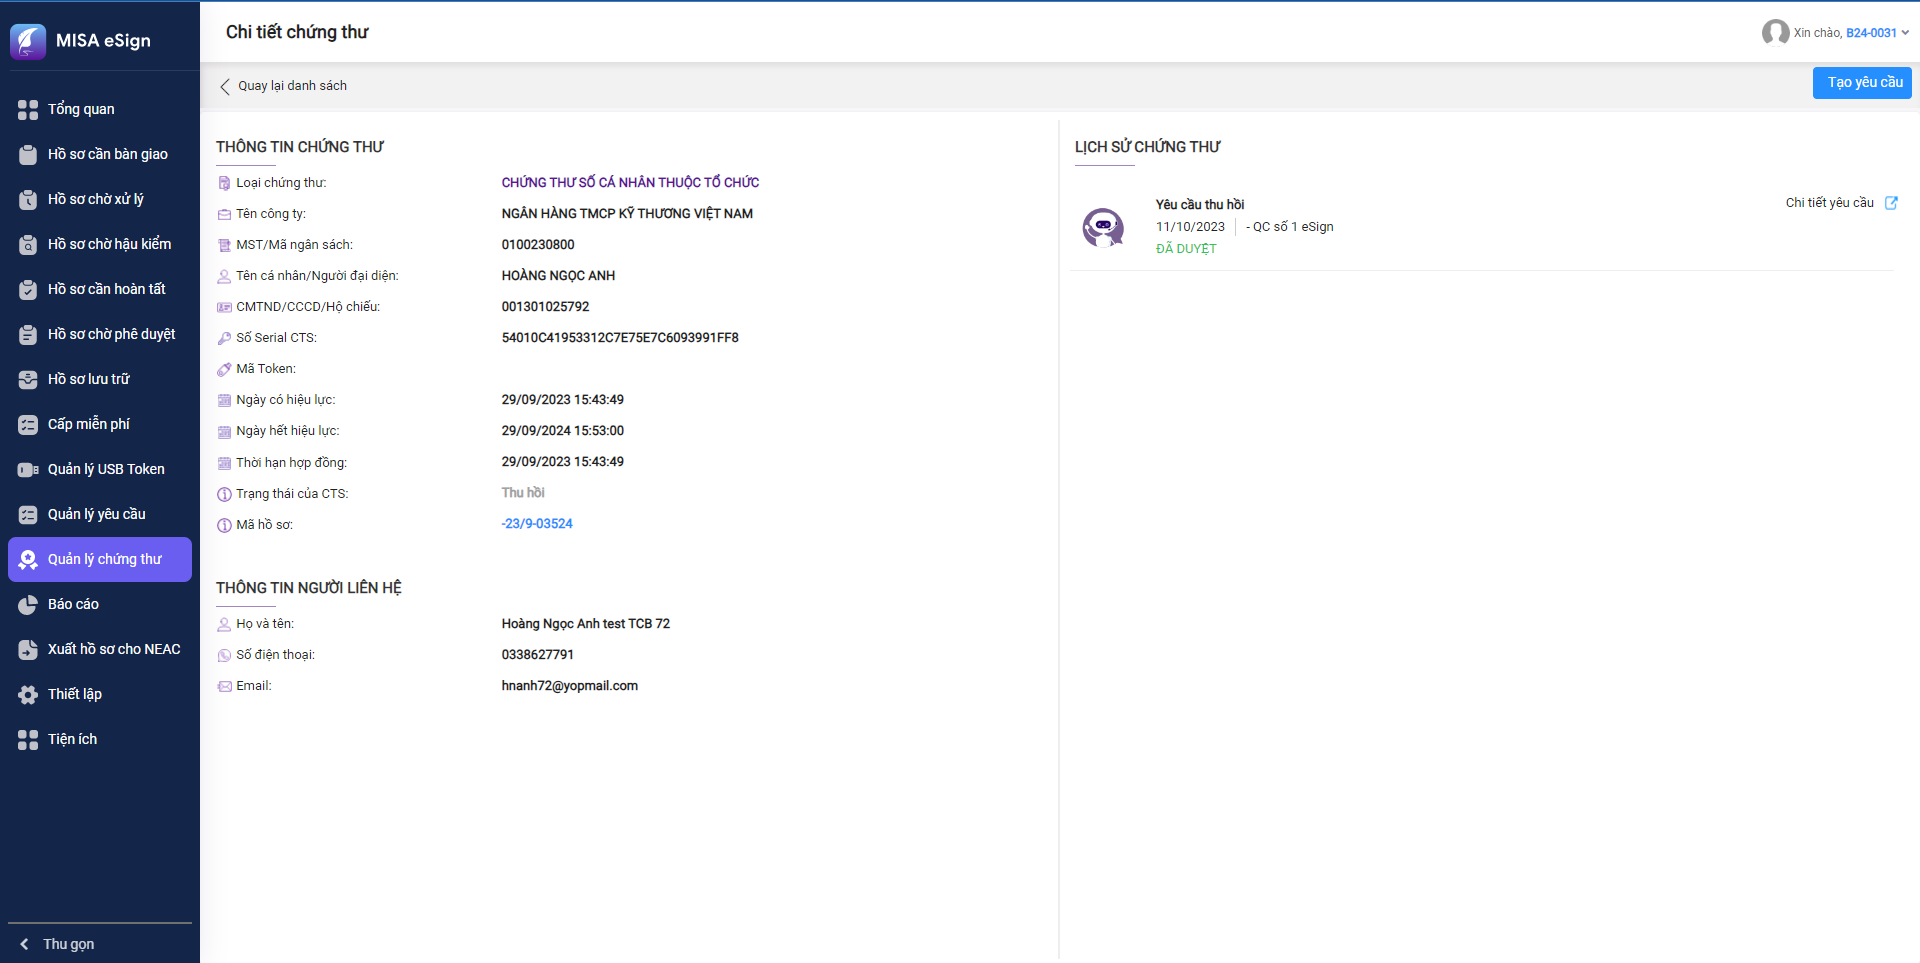 MISA eSign
Tổng quan
Hồ sơ cần bàn giao
Hồ sơ chờ xử lý
Hồ sơ chờ hậu kiểm
Hồ sơ cần hoàn tất
Hồ sơ chờ phê duyệt
Hồ sơ lưu trữ
Cấp miễn phí
Quản lý USB Token
Quản lý yêu cầu
Quản lý chứng thư
Báo cáo
Xuất hồ sơ cho NEAC
Thiết lập
Tiện ích
Thu gọn
Chi tiết chứng thư
Xin chào, B24-0031
Quay lại danh sách
Tạo yêu cầu
THÔNG TIN CHỨNG THƯ
Loại chứng thư: CHỨNG THƯ SỐ CÁ NHÂN THUỘC TỔ CHỨC
Tên công ty: NGÂN HÀNG TMCP KỸ THƯƠNG VIỆT NAM
MST/Mã ngân sách: 0100230800
Tên cá nhân/Người đại diện: HOÀNG NGỌC ANH
CMTND/CCCD/Hộ chiếu: 001301025792
Số Serial CTS: 54010C41953312C7E75E7C6093991FF8
Mã Token:
Ngày có hiệu lực: 29/09/2023 15:43:49
Ngày hết hiệu lực: 29/09/2024 15:53:00
Thời hạn hợp đồng: 29/09/2023 15:43:49
Trạng thái của CTS: Thu hồi
Mã hồ sơ: -23/9-03524
THÔNG TIN NGƯỜI LIÊN HỆ
Họ và tên: Hoàng Ngọc Anh test TCB 72
Số điện thoại: 0338627791
Email: hnanh72@yopmail.com
LỊCH SỬ CHỨNG THƯ
Yêu cầu thu hồi
Chi tiết yêu cầu
11/10/2023 - QC số 1 eSign
ĐÃ DUYỆT